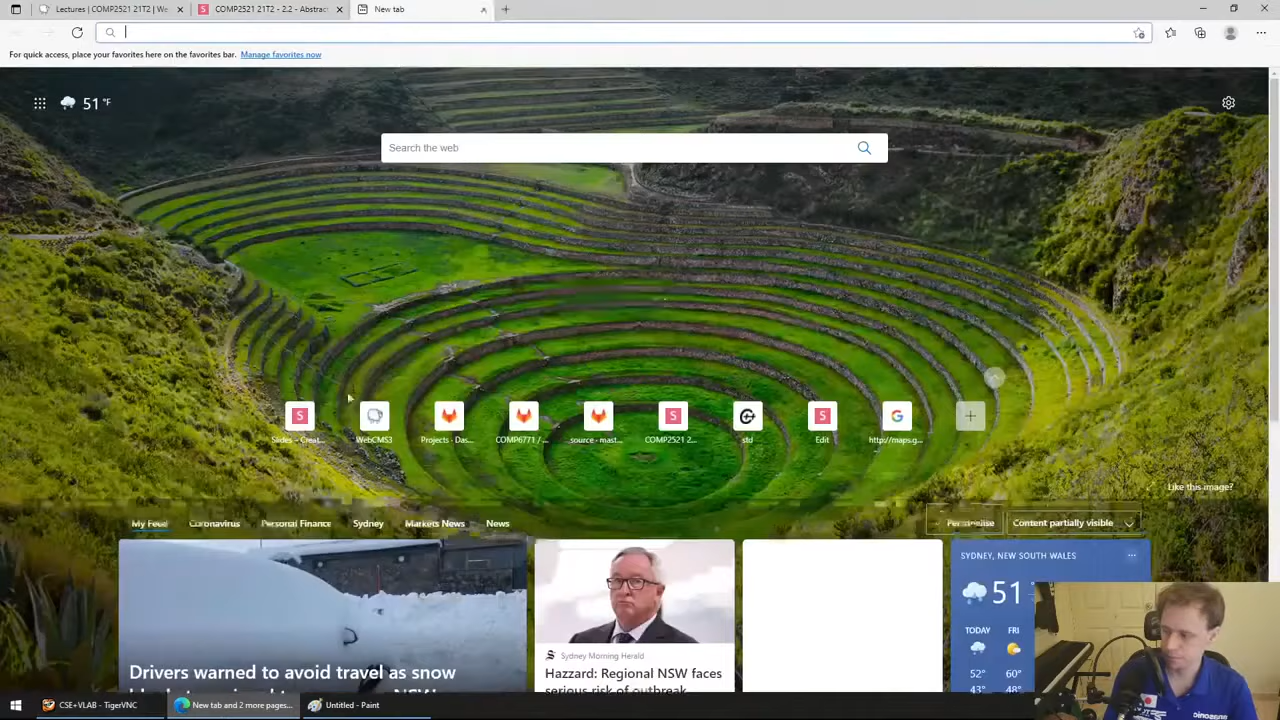 Lectures | COMP2521 21T2 | We
COMP2521 21T2 - 2.2 - Abstrac
New tab
For quick access, place your favorites here on the favorites bar. Manage favorites now
51 °F
Search the web
Slides – Creat...
WebCMS3
Projects · Das...
COMP6771 / ...
source · mast...
COMP2521 2...
std
Edit
http://maps.g...
Like this image?
My Feed
Coronavirus
Personal Finance
Sydney
Markets News
News
Personalise
Content partially visible
SYDNEY, NEW SOUTH WALES
51
TODAY
FRI
52°
60°
43°
48°
Sydney Morning Herald
Hazzard: Regional NSW faces
serious risk of outbreak
Drivers warned to avoid travel as snow
CSE+VLAB - TigerVNC
New tab and 2 more pages...
Untitled - Paint